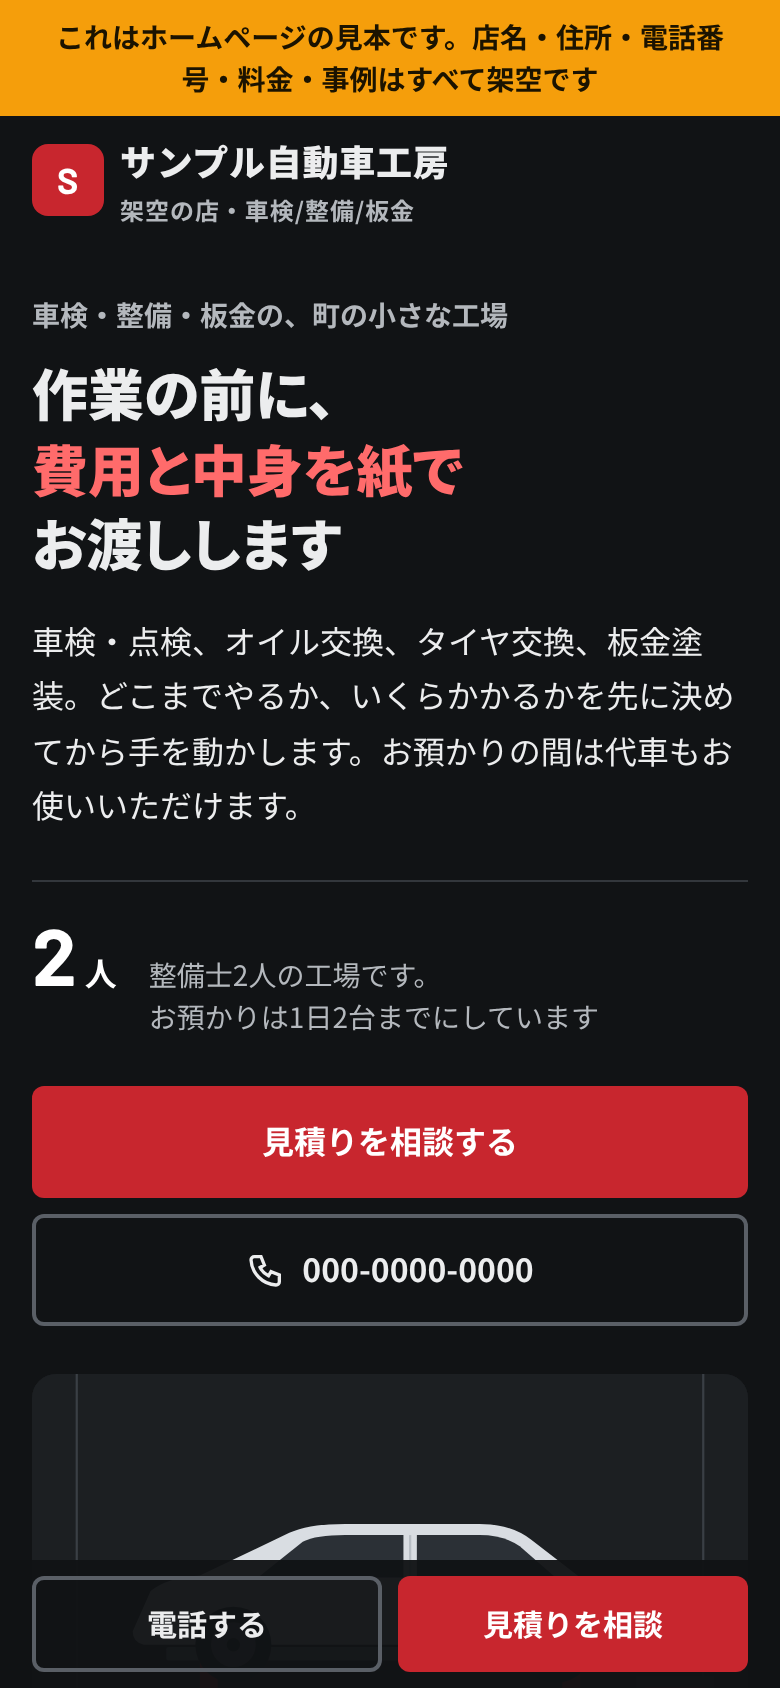 これはホームページの見本です。店名・住所・電話番
号・料金・事例はすべて架空です
S
サンプル自動車工房
架空の店・車検/整備/板金
車検・整備・板金の、町の小さな工場
作業の前に、
費用と中身を紙で
お渡しします
車検・点検、オイル交換、タイヤ交換、板金塗
装。どこまでやるか、いくらかかるかを先に決め
てから手を動かします。お預かりの間は代車もお
使いいただけます。
2人
整備士2人の工場です。
お預かりは1日2台までにしています
見積りを相談する
000-0000-0000
電話する
見積りを相談